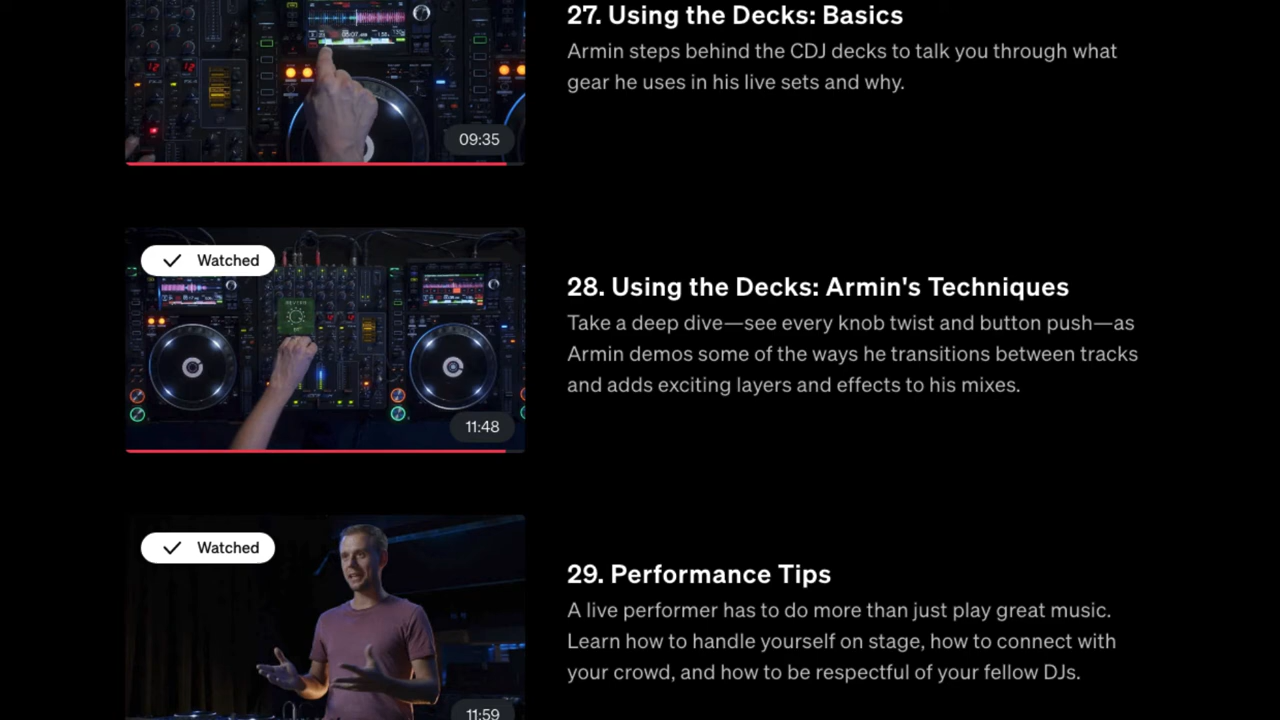 27. Using the Decks: Basics
Armin steps behind the CDJ decks to talk you through what
gear he uses in his live sets and why.
09:35
Watched
28. Using the Decks: Armin's Techniques
Take a deep dive—see every knob twist and button push—as
Armin demos some of the ways he transitions between tracks
and adds exciting layers and effects to his mixes.
11:48
Watched
29. Performance Tips
A live performer has to do more than just play great music.
Learn how to handle yourself on stage, how to connect with
your crowd, and how to be respectful of your fellow DJs.
11:59